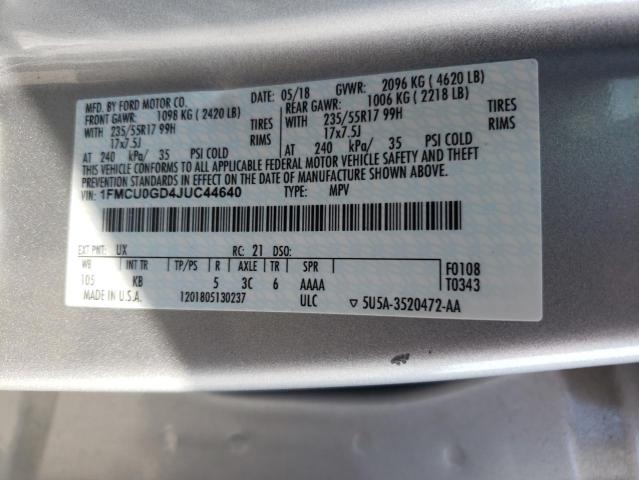 MFD. BY FORD MOTOR CO. DATE: 05/18 GVWR: 2096 KG ( 4620 LB)
FRONT GAWR: 1098 KG ( 2420 LB) REAR GAWR: 1006 KG ( 2218 LB)
WITH 235/55R17 99H TIRES WITH 235/55R17 99H TIRES
17x7.5J RIMS 17x7.5J RIMS
AT 240 kPa/ 35 PSI COLD AT 240 kPa/ 35 PSI COLD
THIS VEHICLE CONFORMS TO ALL APPLICABLE FEDERAL MOTOR VEHICLE SAFETY AND THEFT
PREVENTION STANDARDS IN EFFECT ON THE DATE OF MANUFACTURE SHOWN ABOVE.
VIN: 1FMCU0GD4JUC44640 TYPE: MPV
EXT PNT: UX RC: 21 DSO:
WB INT TR TP/PS R AXLE TR SPR F0108
105 KB 5 3C 6 AAAA T0343
MADE IN U.S.A. 1201805130237 ULC ▽ 5U5A-3520472-AA